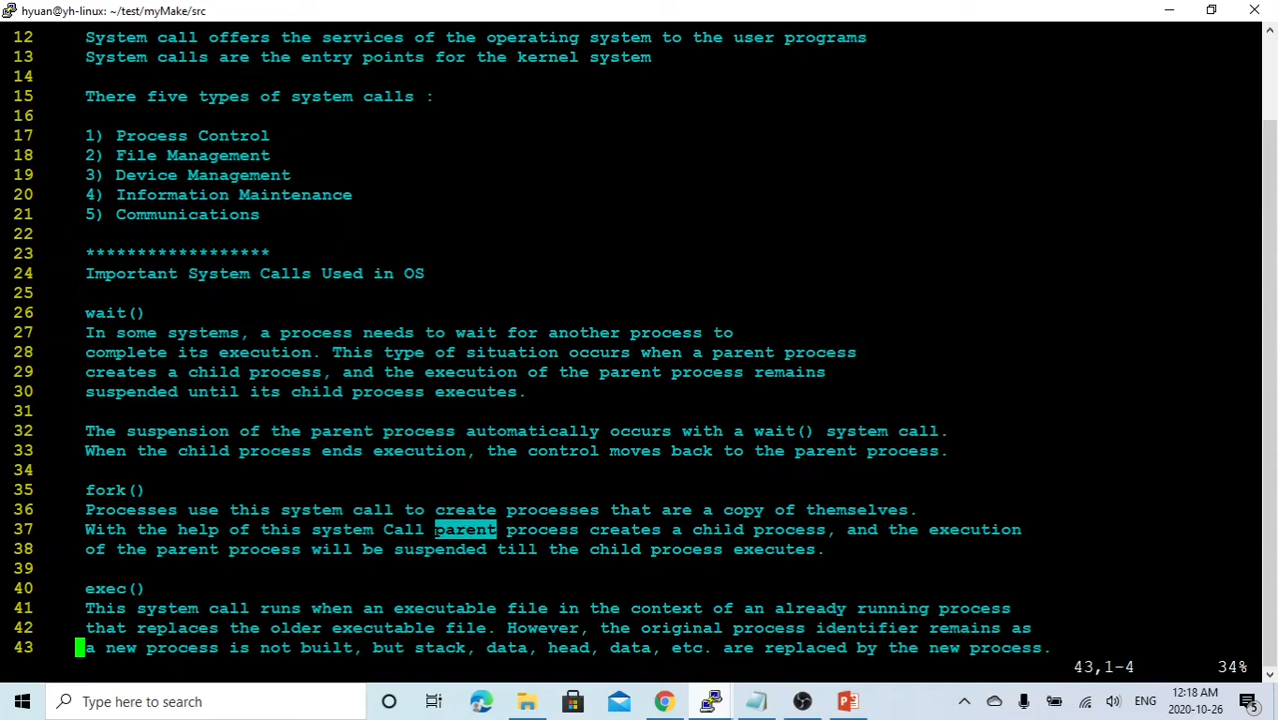 hyuan@yh-linux: ~/test/myMake/src
12 System call offers the services of the operating system to the user programs
13 System calls are the entry points for the kernel system
14
15 There five types of system calls :
16
17 1) Process Control
18 2) File Management
19 3) Device Management
20 4) Information Maintenance
21 5) Communications
22
23 ******************
24 Important System Calls Used in OS
25
26 wait()
27 In some systems, a process needs to wait for another process to
28 complete its execution. This type of situation occurs when a parent process
29 creates a child process, and the execution of the parent process remains
30 suspended until its child process executes.
31
32 The suspension of the parent process automatically occurs with a wait() system call.
33 When the child process ends execution, the control moves back to the parent process.
34
35 fork()
36 Processes use this system call to create processes that are a copy of themselves.
37 With the help of this system Call parent process creates a child process, and the execution
38 of the parent process will be suspended till the child process executes.
39
40 exec()
41 This system call runs when an executable file in the context of an already running process
42 that replaces the older executable file. However, the original process identifier remains as
43 a new process is not built, but stack, data, head, data, etc. are replaced by the new process.
43,1-4 34%
Type here to search
ENG
12:18 AM
2020-10-26
5